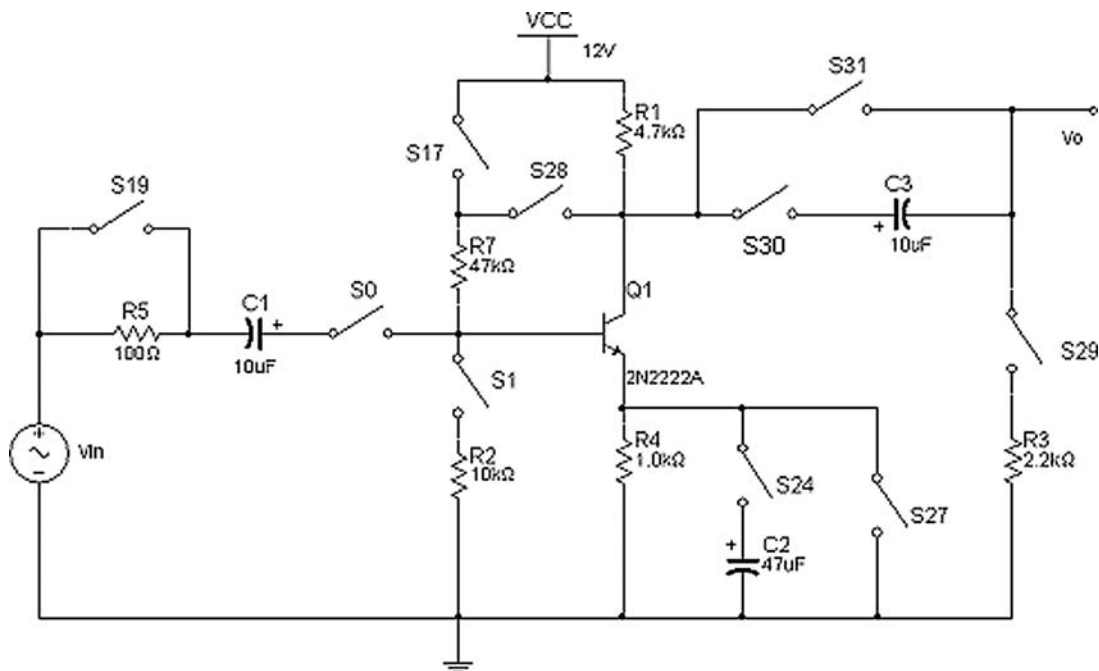 VCC
12V
S31
R1
4.7kΩ
Vo
S17
S28
C3
10uF
S30
S19
R7
47kΩ
Q1
S0
C1
R5
100Ω
10uF
S29
S1
2N2222A
R2
10kΩ
R4
1.0kΩ
S24
R3
2.2kΩ
S27
Vin
C2
47uF
+
+
+
+
−